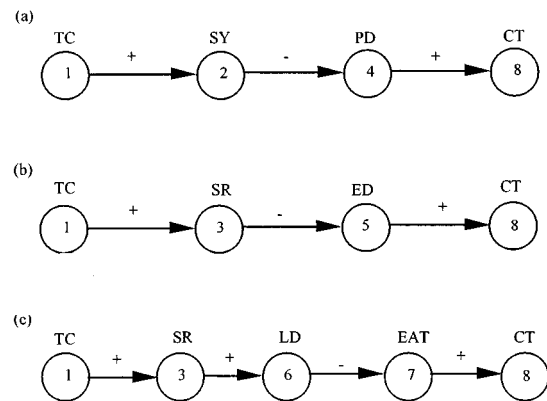 (a)
TC SY PD CT
+ - +
1 2 4 8
(b)
TC SR ED CT
+ - +
1 3 5 8
(c)
TC SR LD EAT CT
+ + - +
1 3 6 7 8